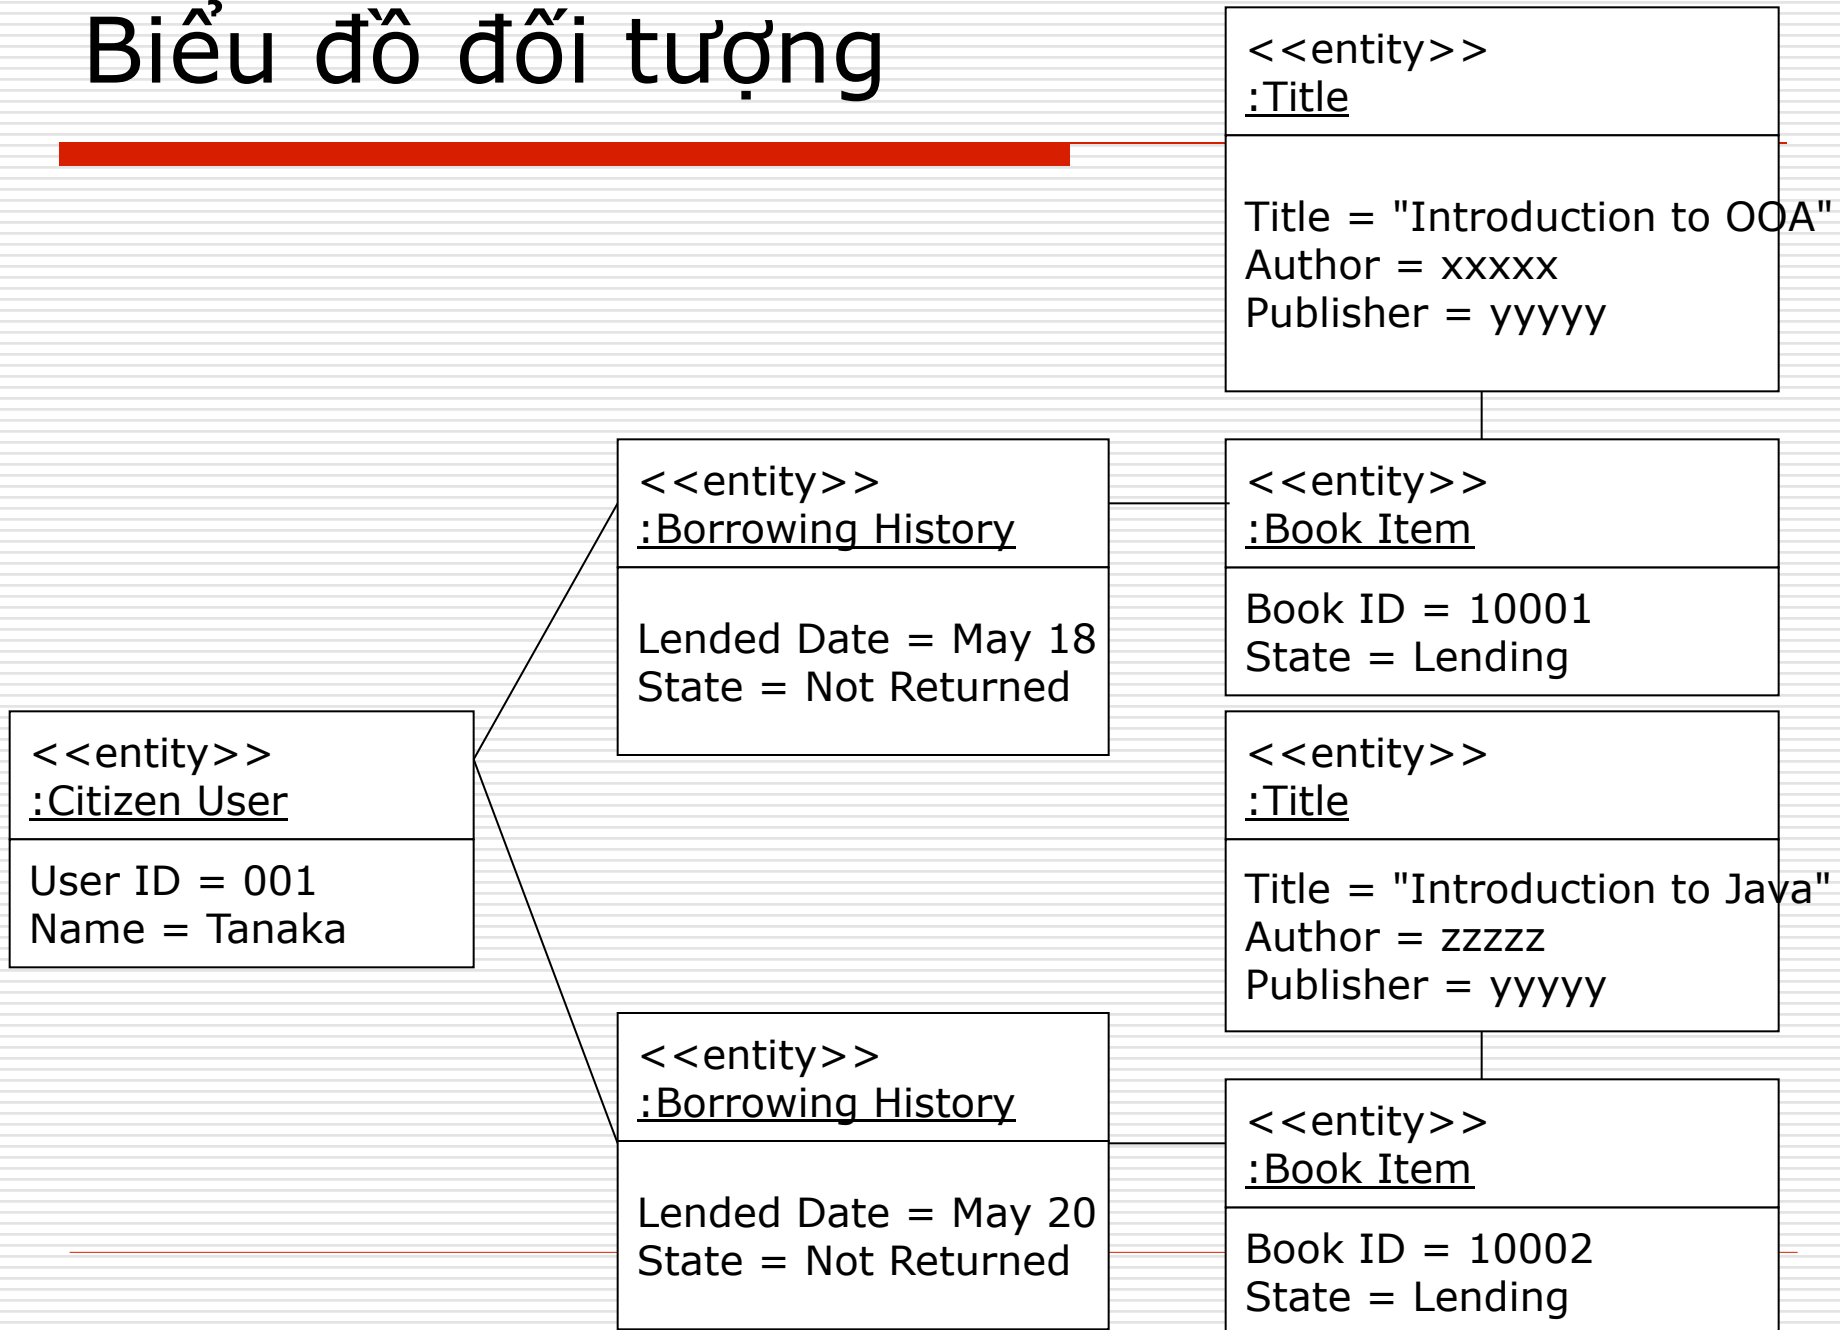 Biểu đồ đối tượng
<<entity>>
:Title
Title = "Introduction to OOA"
Author = xxxxx
Publisher = yyyyy
<<entity>>
:Borrowing History
Lended Date = May 18
State = Not Returned
<<entity>>
:Book Item
Book ID = 10001
State = Lending
<<entity>>
:Citizen User
User ID = 001
Name = Tanaka
<<entity>>
:Title
Title = "Introduction to Java"
Author = zzzzz
Publisher = yyyyy
<<entity>>
:Borrowing History
Lended Date = May 20
State = Not Returned
<<entity>>
:Book Item
Book ID = 10002
State = Lending